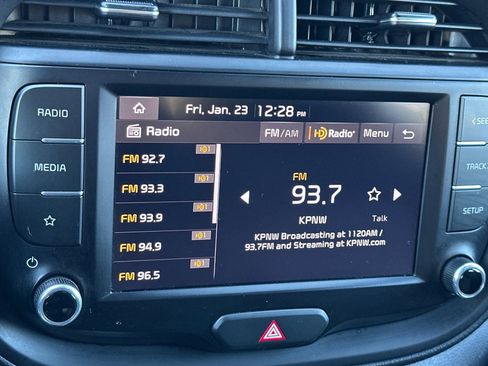 Fri, Jan. 23 12:28 PM
RADIO
Radio FM/AM HD Radio Menu
< SEE
FM 92.7
FM
MEDIA
FM 93.3
93.7
TRACK
FM 93.9
KPNW Talk
SETUP
FM 94.9
KPNW Broadcasting at 1120AM /
93.7FM and Streaming at KPNW.com
FM 96.5